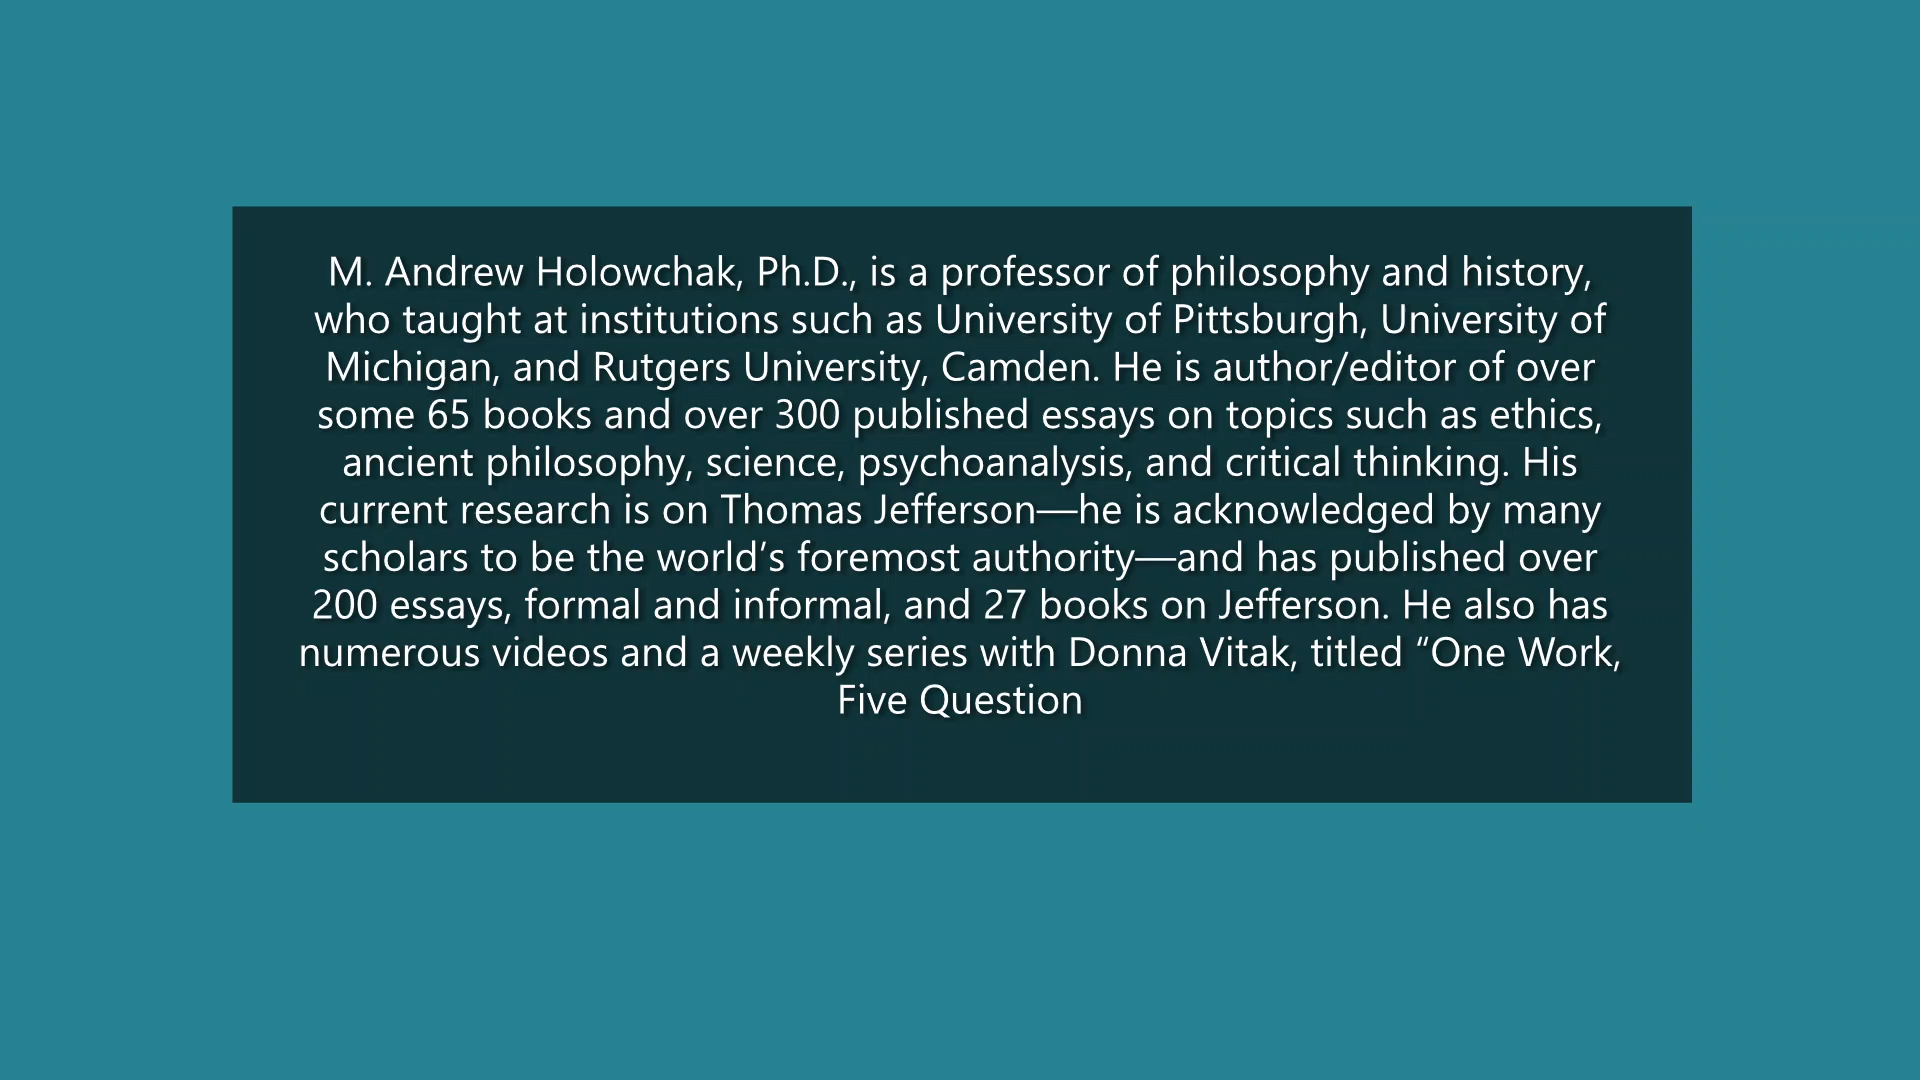 M. Andrew Holowchak, Ph.D., is a professor of philosophy and history,
who taught at institutions such as University of Pittsburgh, University of
Michigan, and Rutgers University, Camden. He is author/editor of over
some 65 books and over 300 published essays on topics such as ethics,
ancient philosophy, science, psychoanalysis, and critical thinking. His
current research is on Thomas Jefferson—he is acknowledged by many
scholars to be the world’s foremost authority—and has published over
200 essays, formal and informal, and 27 books on Jefferson. He also has
numerous videos and a weekly series with Donna Vitak, titled “One Work,
Five Question